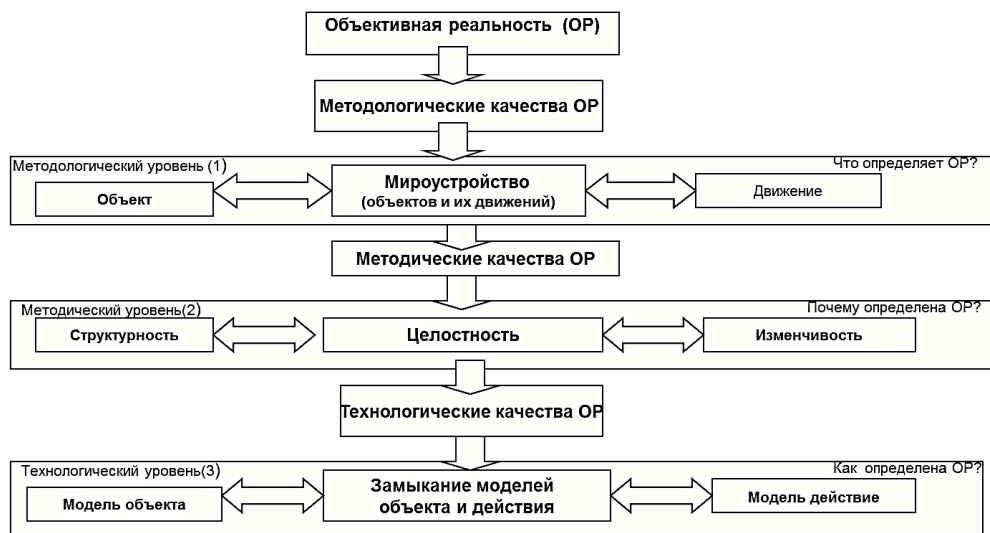 Объективная реальность (ОР)
Методологические качества ОР
Методологический уровень (1)
Что определяет ОР?
Объект
Мироустройство
(объектов и их движений)
Движение
Методические качества ОР
Методический уровень(2)
Почему определена ОР?
Структурность
Целостность
Изменчивость
Технологические качества ОР
Технологический уровень(3)
Как определена ОР?
Модель объекта
Замыкание моделей
объекта и действия
Модель действие